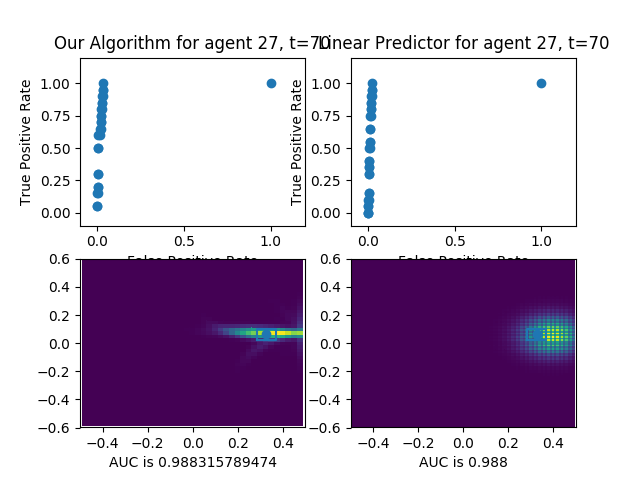 Our Algorithm for agent 27, t=70
Linear Predictor for agent 27, t=70
True Positive Rate
1.00
0.75
0.50
0.25
0.00
0.0 0.5 1.0
False Positive Rate
True Positive Rate
1.00
0.75
0.50
0.25
0.00
0.0 0.5 1.0
False Positive Rate
0.6
0.4
0.2
0.0
−0.2
−0.4
−0.6
−0.4 −0.2 0.0 0.2 0.4
AUC is 0.988315789474
0.6
0.4
0.2
0.0
−0.2
−0.4
−0.6
−0.4 −0.2 0.0 0.2 0.4
AUC is 0.988